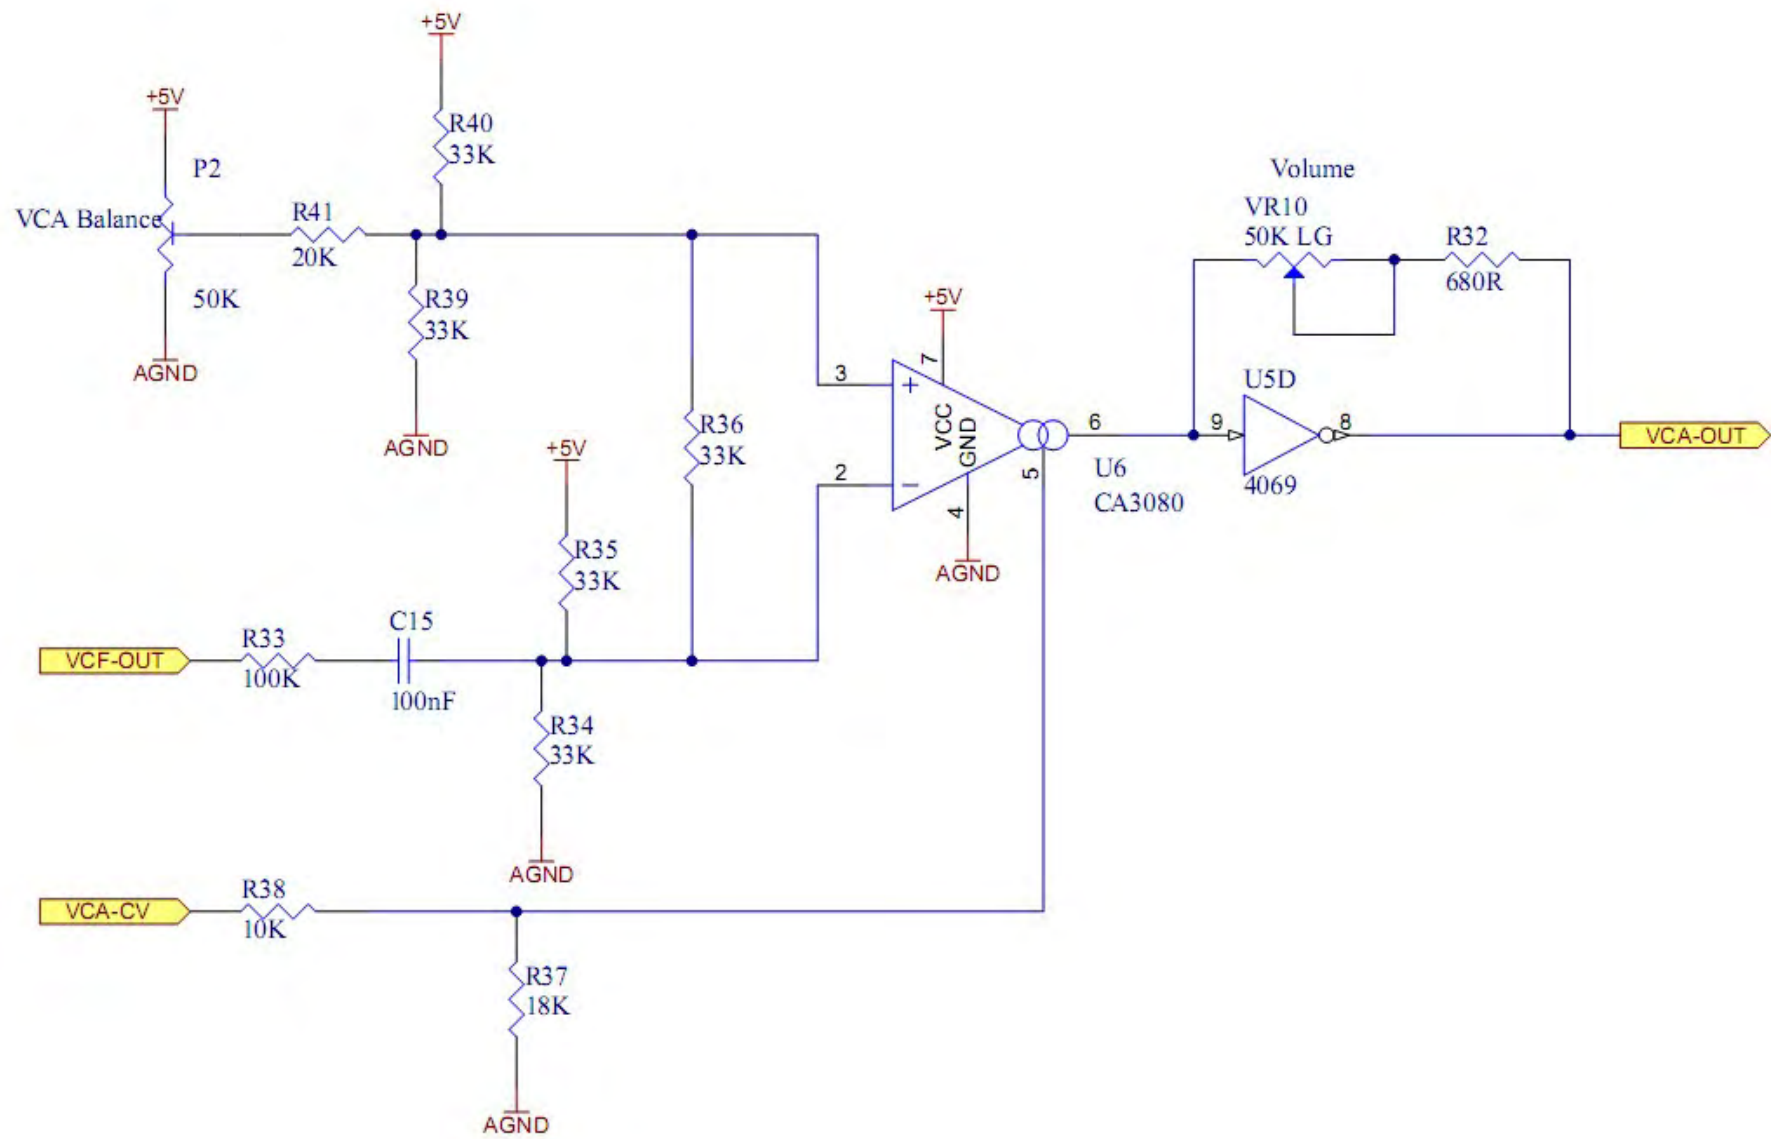 +5V
+5V
R40
33K
P2
VCA Balance
R41
20K
50K
AGND
R39
33K
AGND
Volume
VR10
50K LG
R32
680R
+5V
7
3
+
VCC
GND
2
−
4
AGND
5
6
U6
CA3080
U5D
9
8
4069
VCA-OUT
R36
33K
+5V
R35
33K
C15
100nF
VCF-OUT
R33
100K
R34
33K
AGND
VCA-CV
R38
10K
R37
18K
AGND